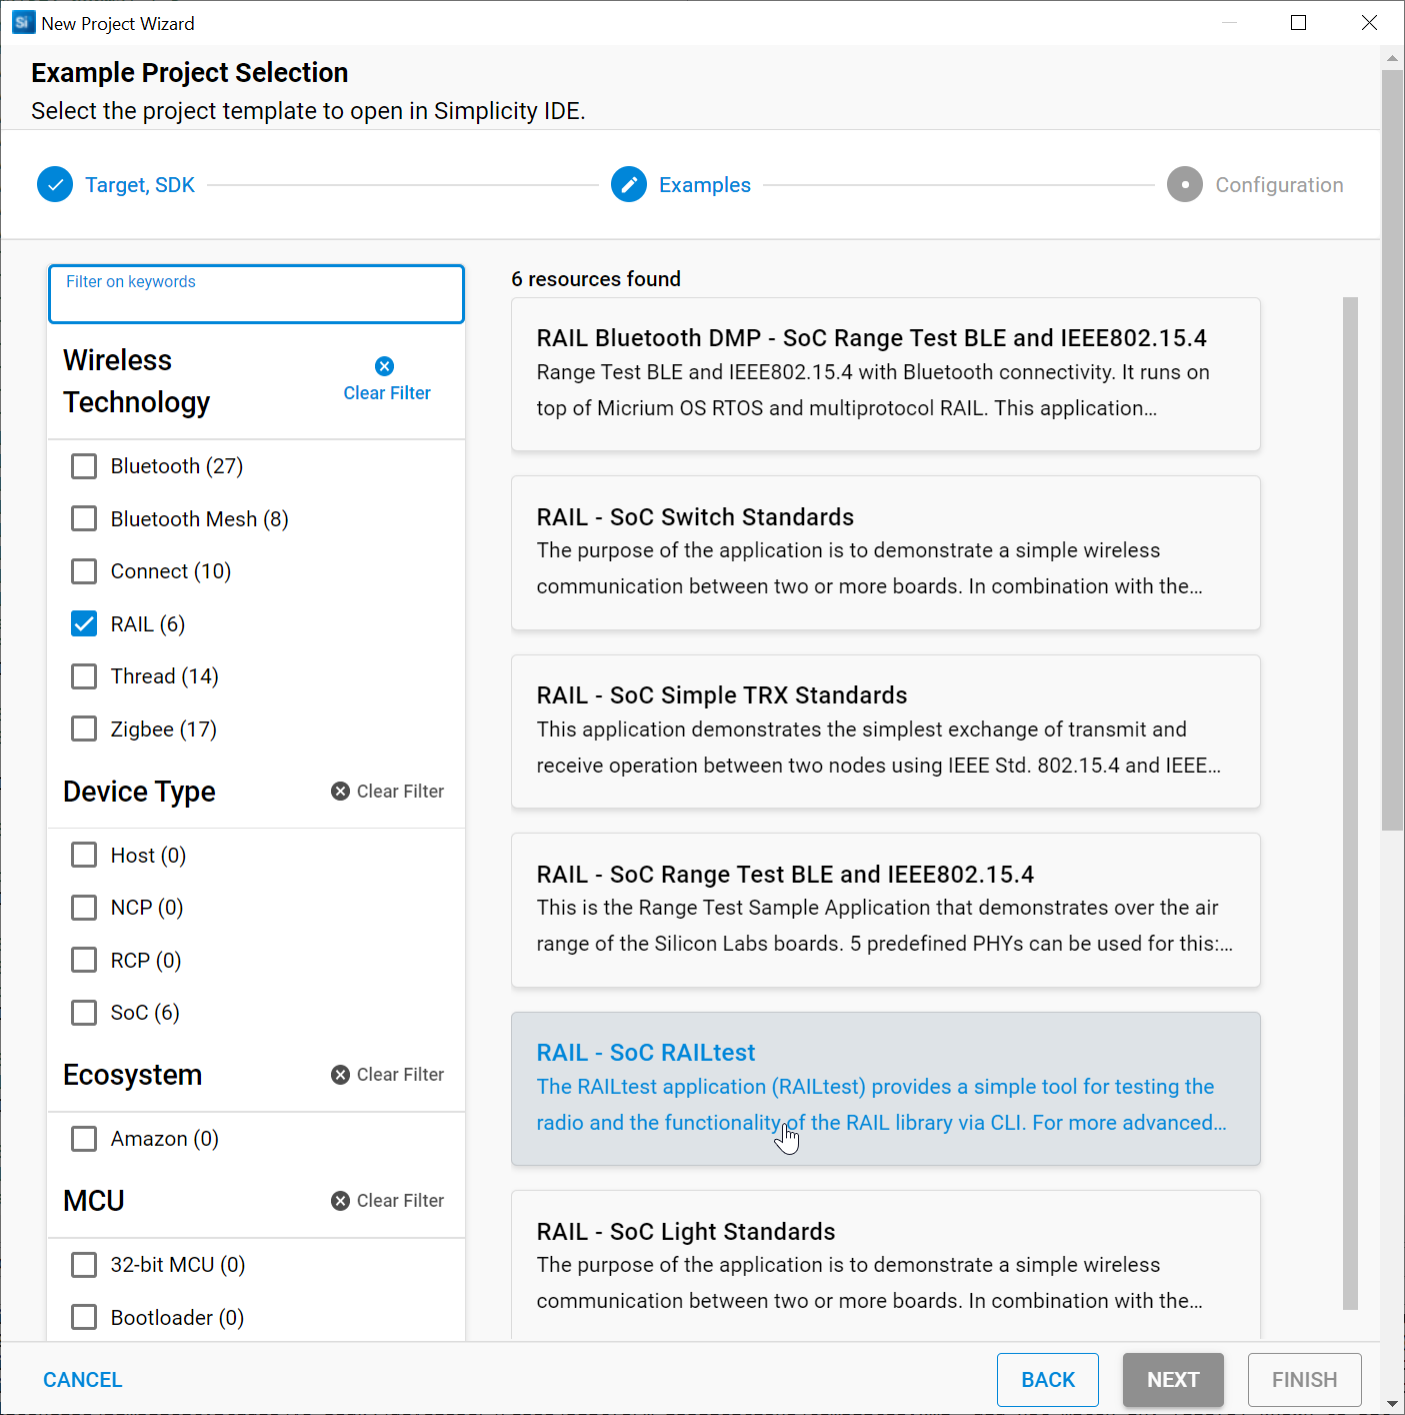 Si
New Project Wizard
Example Project Selection
Select the project template to open in Simplicity IDE.
Target, SDK
Examples
Configuration
Filter on keywords
Wireless
Technology
Clear Filter
Bluetooth (27)
Bluetooth Mesh (8)
Connect (10)
RAIL (6)
Thread (14)
Zigbee (17)
Device Type
Clear Filter
Host (0)
NCP (0)
RCP (0)
SoC (6)
Ecosystem
Clear Filter
Amazon (0)
MCU
Clear Filter
32-bit MCU (0)
Bootloader (0)
6 resources found
RAIL Bluetooth DMP - SoC Range Test BLE and IEEE802.15.4
Range Test BLE and IEEE802.15.4 with Bluetooth connectivity. It runs on
top of Micrium OS RTOS and multiprotocol RAIL. This application...
RAIL - SoC Switch Standards
The purpose of the application is to demonstrate a simple wireless
communication between two or more boards. In combination with the...
RAIL - SoC Simple TRX Standards
This application demonstrates the simplest exchange of transmit and
receive operation between two nodes using IEEE Std. 802.15.4 and IEEE...
RAIL - SoC Range Test BLE and IEEE802.15.4
This is the Range Test Sample Application that demonstrates over the air
range of the Silicon Labs boards. 5 predefined PHYs can be used for this:...
RAIL - SoC RAILtest
The RAILtest application (RAILtest) provides a simple tool for testing the
radio and the functionality of the RAIL library via CLI. For more advanced...
RAIL - SoC Light Standards
The purpose of the application is to demonstrate a simple wireless
communication between two or more boards. In combination with the...
CANCEL
BACK
NEXT
FINISH